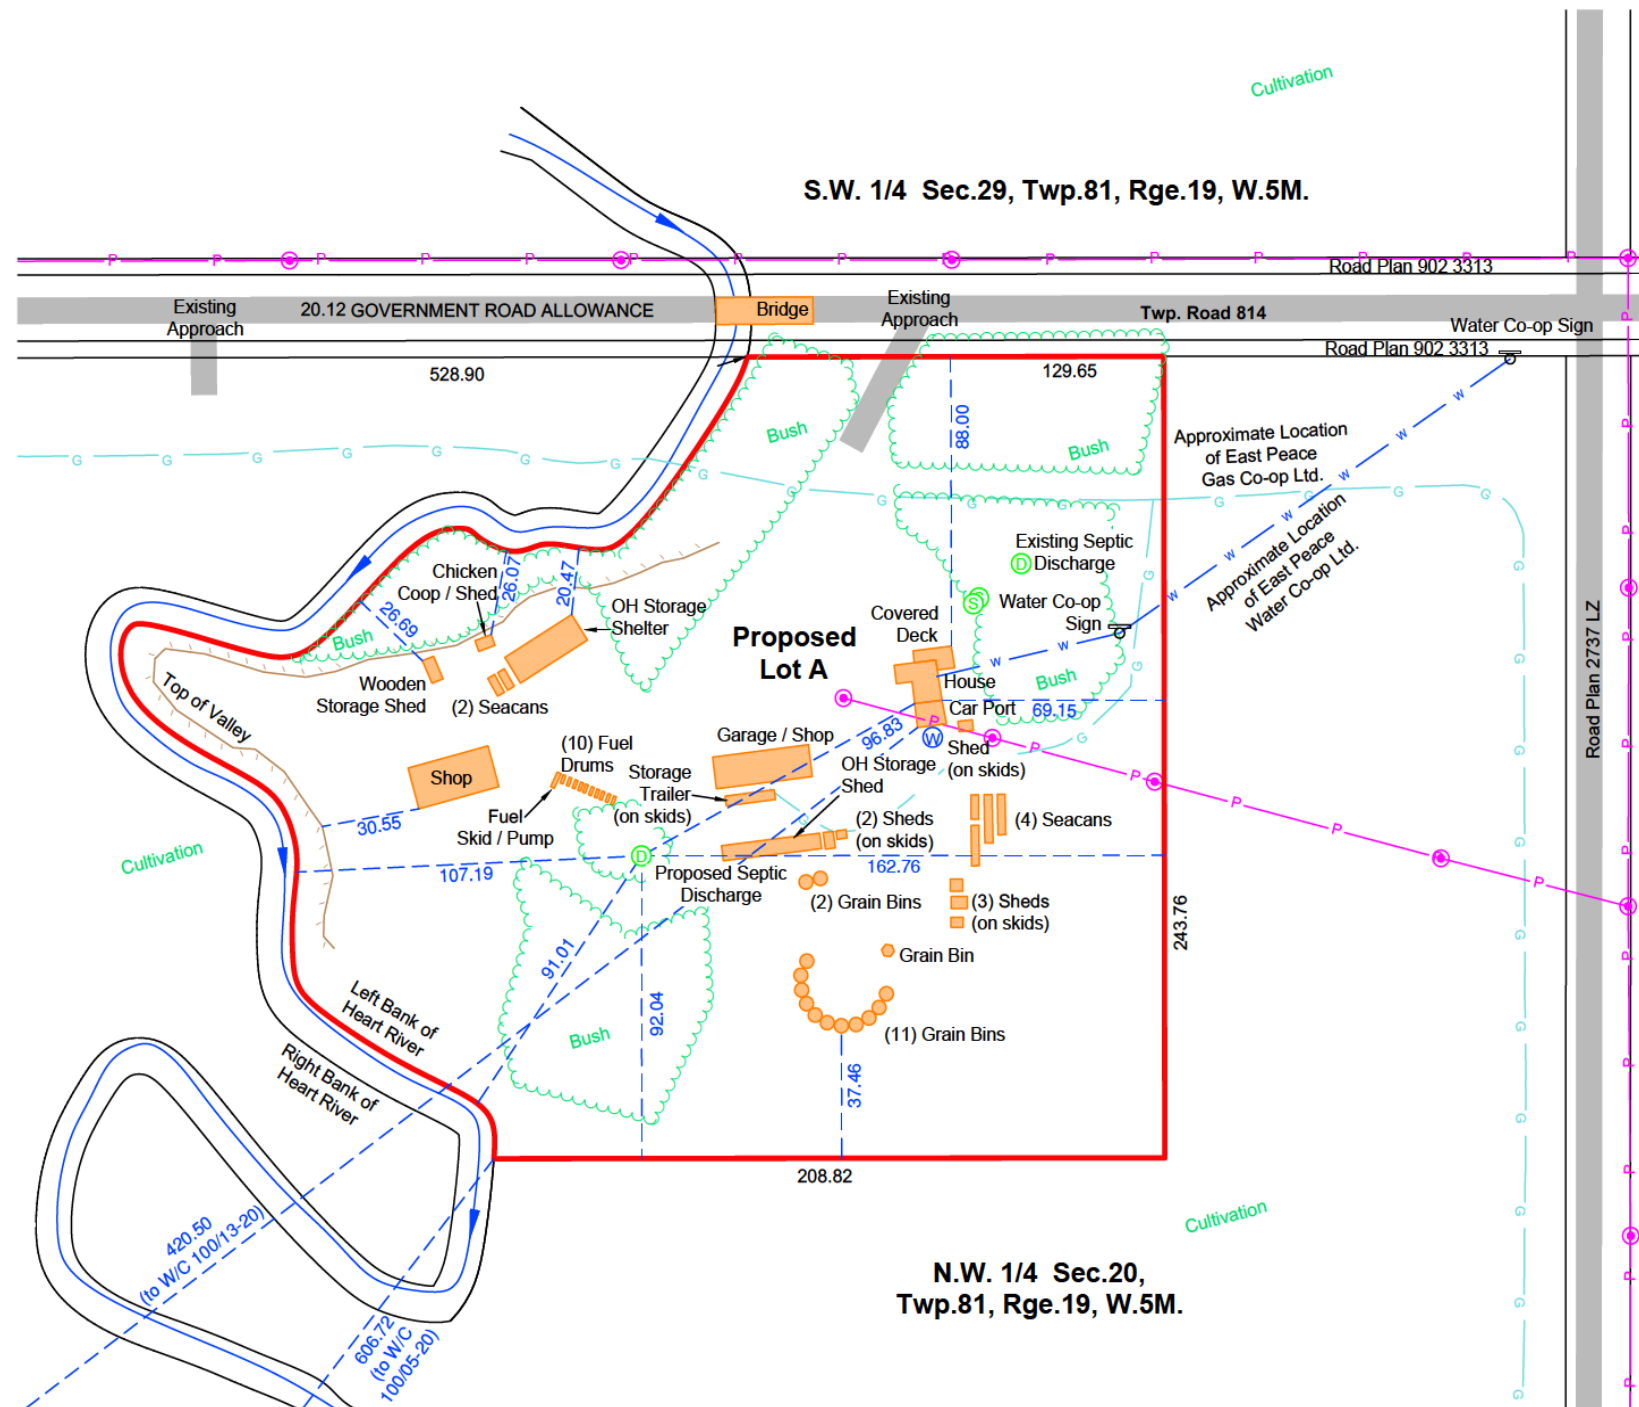 Cultivation
S.W. 1/4 Sec.29, Twp.81, Rge.19, W.5M.
Road Plan 902 3313
Existing
Approach
20.12 GOVERNMENT ROAD ALLOWANCE
Bridge
Existing
Approach
Twp. Road 814
Water Co-op Sign
Road Plan 902 3313
528.90
129.65
88.00
Bush
Bush
Approximate Location
of East Peace
Gas Co-op Ltd.
Approximate Location
of East Peace
Water Co-op Ltd.
Existing Septic
D Discharge
S
Chicken
Coop / Shed
26.07
20.47
26.69
OH Storage
Shelter
Bush
Wooden
Storage Shed
(2) Seacans
Top of Valley
Proposed
Lot A
Covered
Deck
Water Co-op
Sign
House
Bush
Car Port
69.15
96.83
W
Shed
(on skids)
Garage / Shop
OH Storage
Shed
(10) Fuel
Drums
Storage
Trailer
(on skids)
Shop
Fuel
Skid / Pump
30.55
(2) Sheds
(on skids)
(4) Seacans
Cultivation
107.19
D
162.76
Proposed Septic
Discharge
(2) Grain Bins
(3) Sheds
(on skids)
Grain Bin
(11) Grain Bins
91.01
92.04
37.46
Bush
243.76
Road Plan 2737 LZ
Left Bank of
Heart River
Right Bank of
Heart River
208.82
Cultivation
420.50
(to W/C 100/13-20)
606.72
(to W/C
100/05-20)
N.W. 1/4 Sec.20,
Twp.81, Rge.19, W.5M.